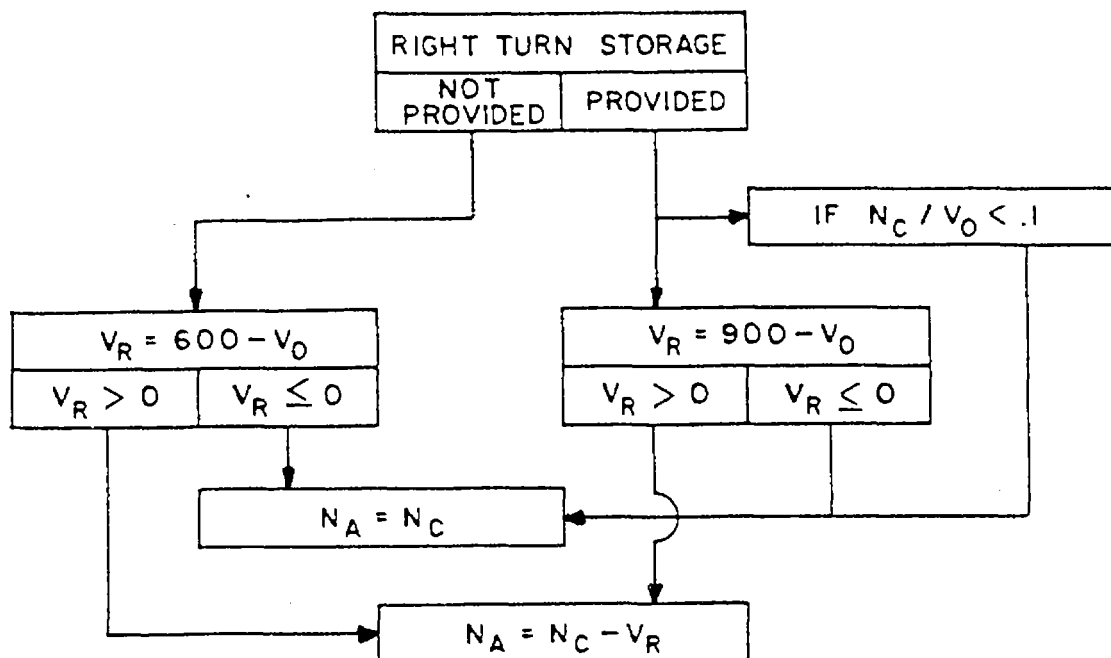 RIGHT TURN STORAGE
NOT PROVIDED
PROVIDED
IF N_C / V_O < .1
V_R = 600 – V_O
V_R > 0
V_R ≤ 0
V_R = 900 – V_O
V_R > 0
V_R ≤ 0
N_A = N_C
N_A = N_C – V_R